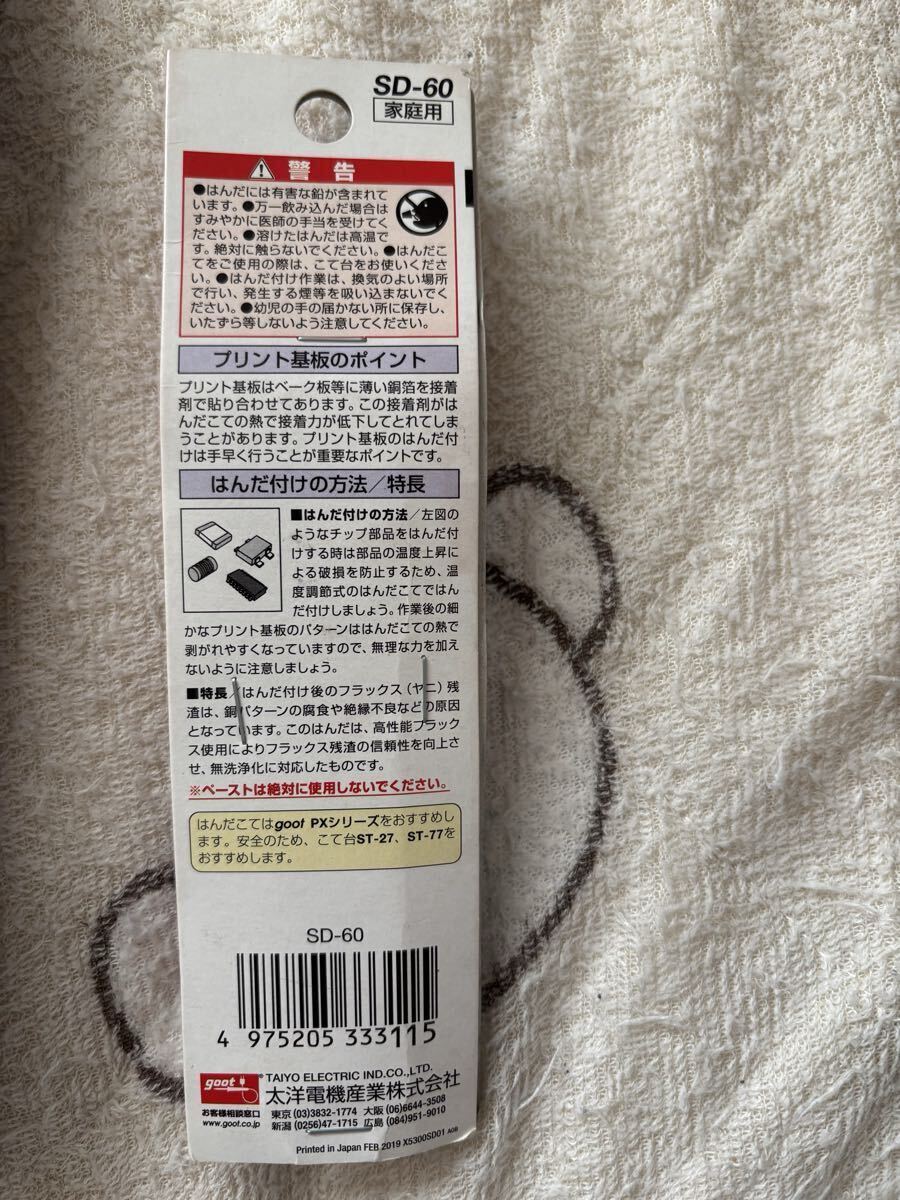 SD-60
家庭用
警告
●はんだには有害な鉛が含まれて
います。●万一飲み込んだ場合は
すみやかに医師の手当を受けてく
ださい。●溶けたはんだは高温で
す。絶対に触らないでください。●はんだこ
てをご使用の際は、こて台をお使いくださ
い。●はんだ付け作業は、換気のよい場所
で行い、発生する煙等を吸い込まないでく
ださい。●幼児の手の届かない所に保存し、
いたずら等しないよう注意してください。
プリント基板のポイント
プリント基板はベーク板等に薄い銅箔を接着
剤で貼り合わせてあります。この接着剤がは
んだこての熱で接着力が低下してとれてしま
うことがあります。プリント基板のはんだ付
けは手早く行うことが重要なポイントです。
はんだ付けの方法／特長
■はんだ付けの方法／左図の
ようなチップ部品をはんだ付
けする時は部品の温度上昇に
よる破損を防止するため、温
度調節式のはんだこてではん
だ付けしましょう。作業後の細
かなプリント基板のパターンははんだこての熱で
剥がれやすくなっていますので、無理な力を加え
ないように注意しましょう。
■特長／はんだ付け後のフラックス（ヤニ）残
渣は、銅パターンの腐食や絶縁不良などの原因
となっています。このはんだは、高性能フラック
ス使用によりフラックス残渣の信頼性を向上さ
せ、無洗浄化に対応したものです。
※ペーストは絶対に使用しないでください。
はんだこてはgoot PXシリーズをおすすめしま
す。安全のため、こて台ST-27、ST-77を
おすすめします。
SD-60
4 975205 333115
goot
TAIYO ELECTRIC IND.CO.,LTD.
太洋電機産業株式会社
お客様相談窓口 東京 (03)3832-1774 大阪 (06)6644-3508
www.goot.co.jp 新潟 (0256)47-1715 広島 (084)951-9010
Printed in Japan FEB 2019 X5300SD01